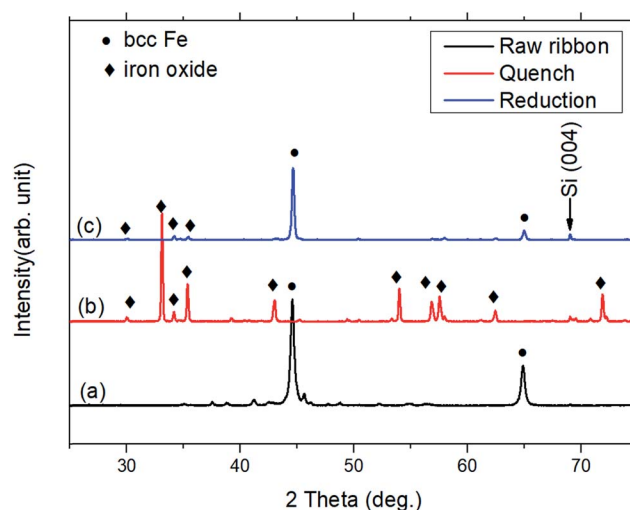 ● bcc Fe
♦ iron oxide
Raw ribbon
Quench
Reduction
Si (004)
(c)
(b)
(a)
Intensity(arb. unit)
30 40 50 60 70
2 Theta (deg.)